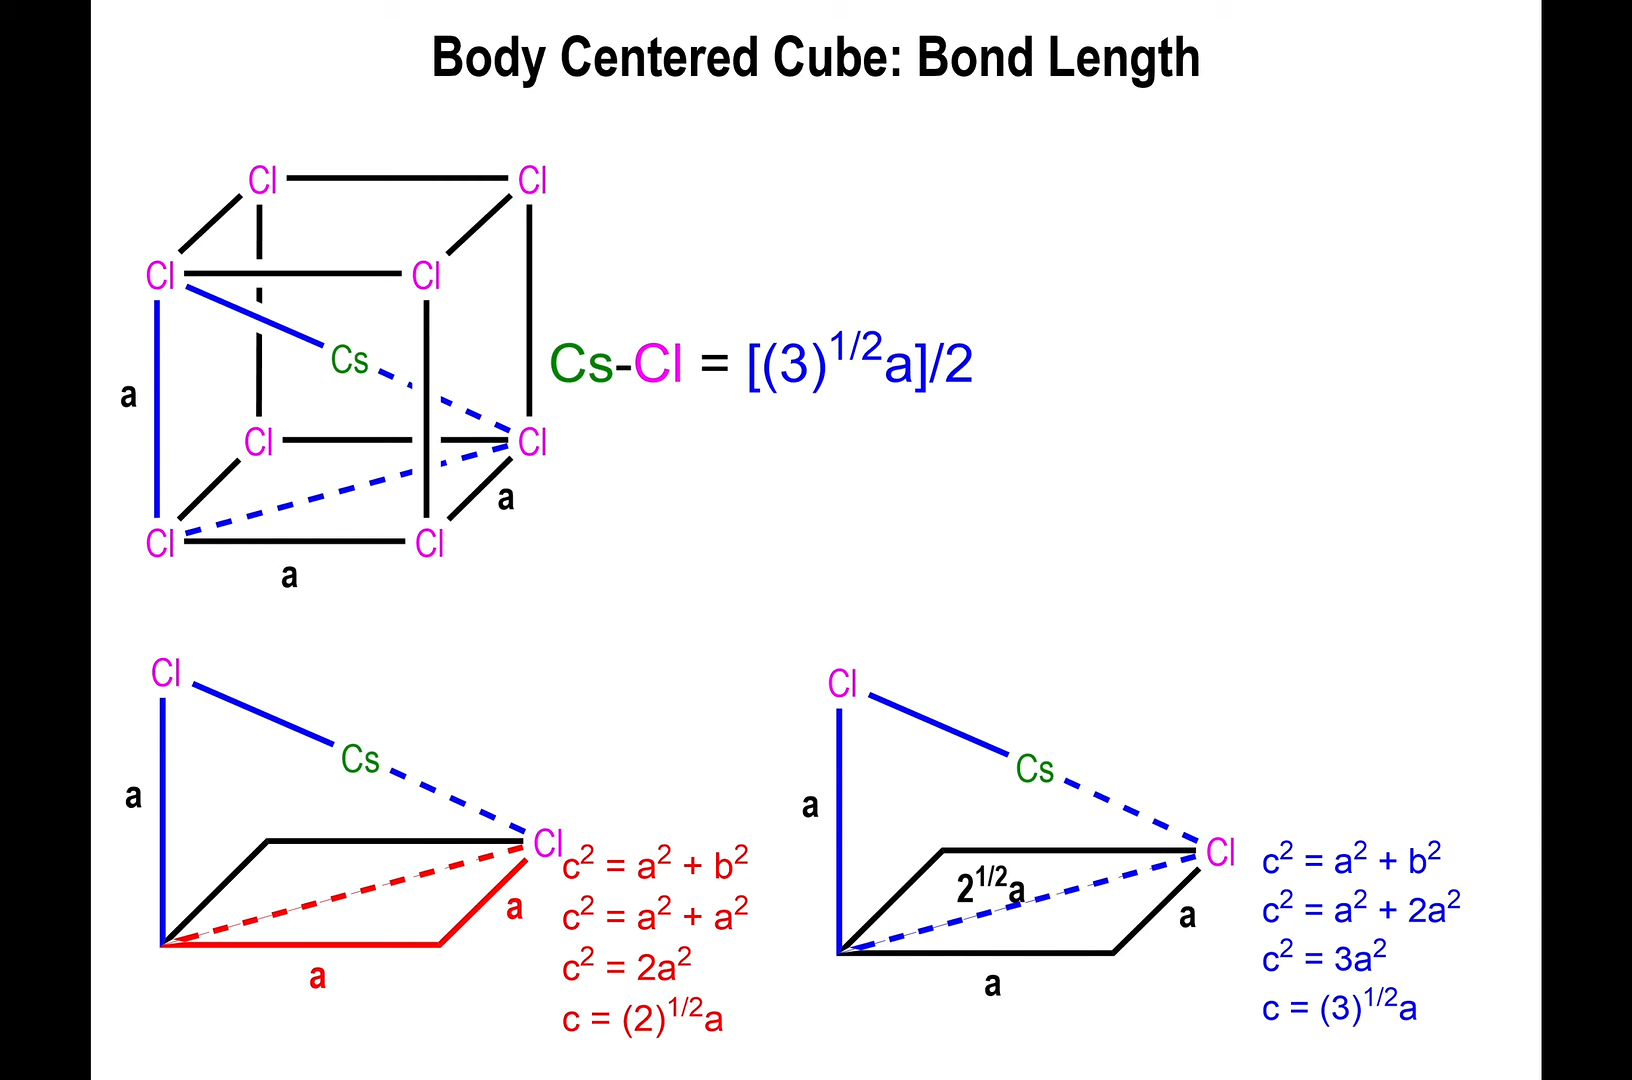 Body Centered Cube: Bond Length
Cl Cl
Cl Cl
Cs
a
Cs-Cl = [(3)^1/2a]/2
Cl Cl
a
Cl Cl
a
Cl
Cs
a
Cl
a
a
c² = a² + b²
c² = a² + a²
c² = 2a²
c = (2)^1/2a
Cl
Cs
a
Cl
2^1/2a
a
a
c² = a² + b²
c² = a² + 2a²
c² = 3a²
c = (3)^1/2a